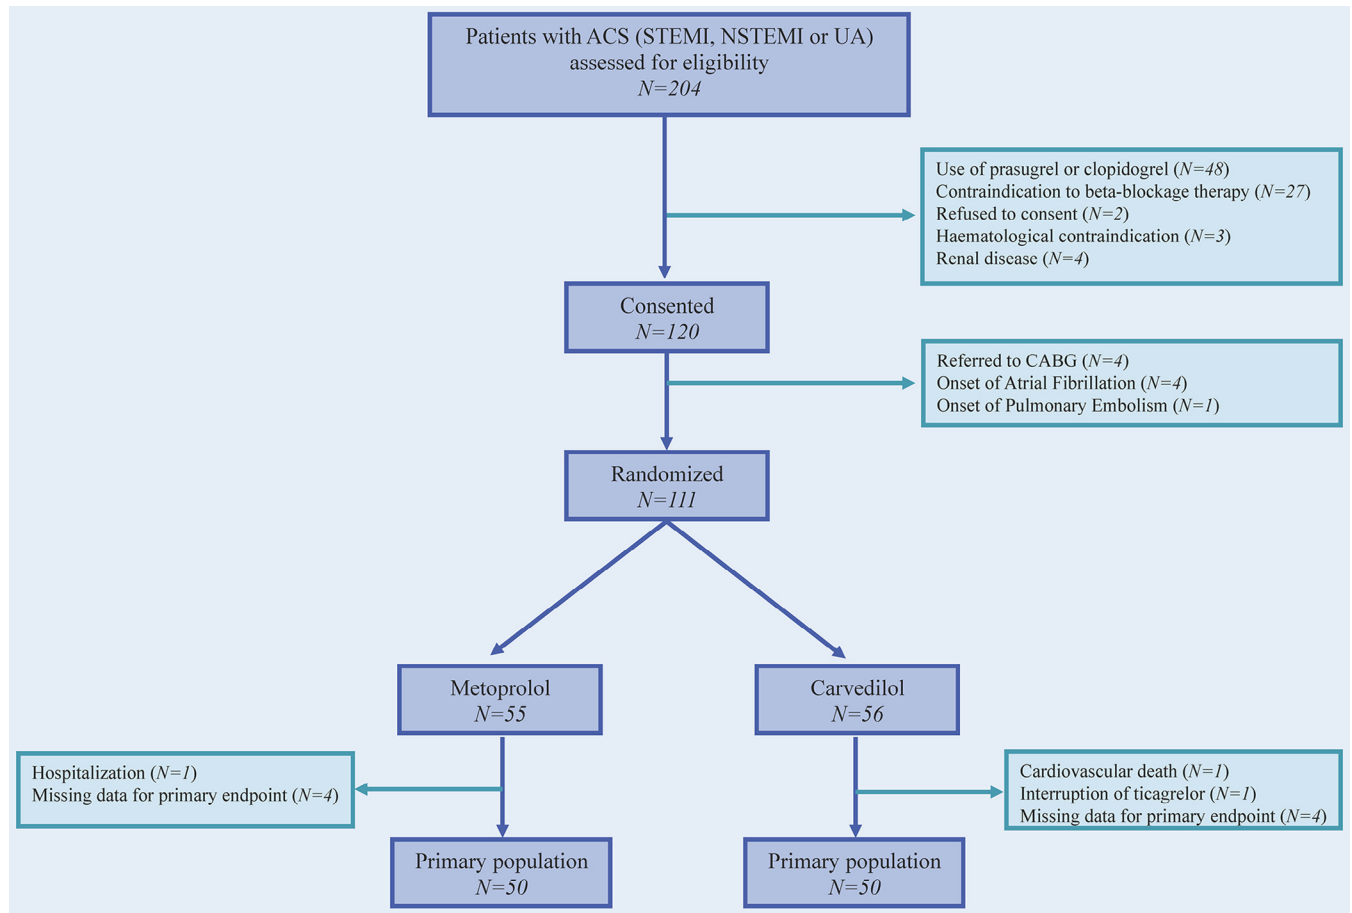 Patients with ACS (STEMI, NSTEMI or UA)
assessed for eligibility
N=204
Use of prasugrel or clopidogrel (N=48)
Contraindication to beta-blockage therapy (N=27)
Refused to consent (N=2)
Haematological contraindication (N=3)
Renal disease (N=4)
Consented
N=120
Referred to CABG (N=4)
Onset of Atrial Fibrillation (N=4)
Onset of Pulmonary Embolism (N=1)
Randomized
N=111
Metoprolol
N=55
Carvedilol
N=56
Hospitalization (N=1)
Missing data for primary endpoint (N=4)
Cardiovascular death (N=1)
Interruption of ticagrelor (N=1)
Missing data for primary endpoint (N=4)
Primary population
N=50
Primary population
N=50